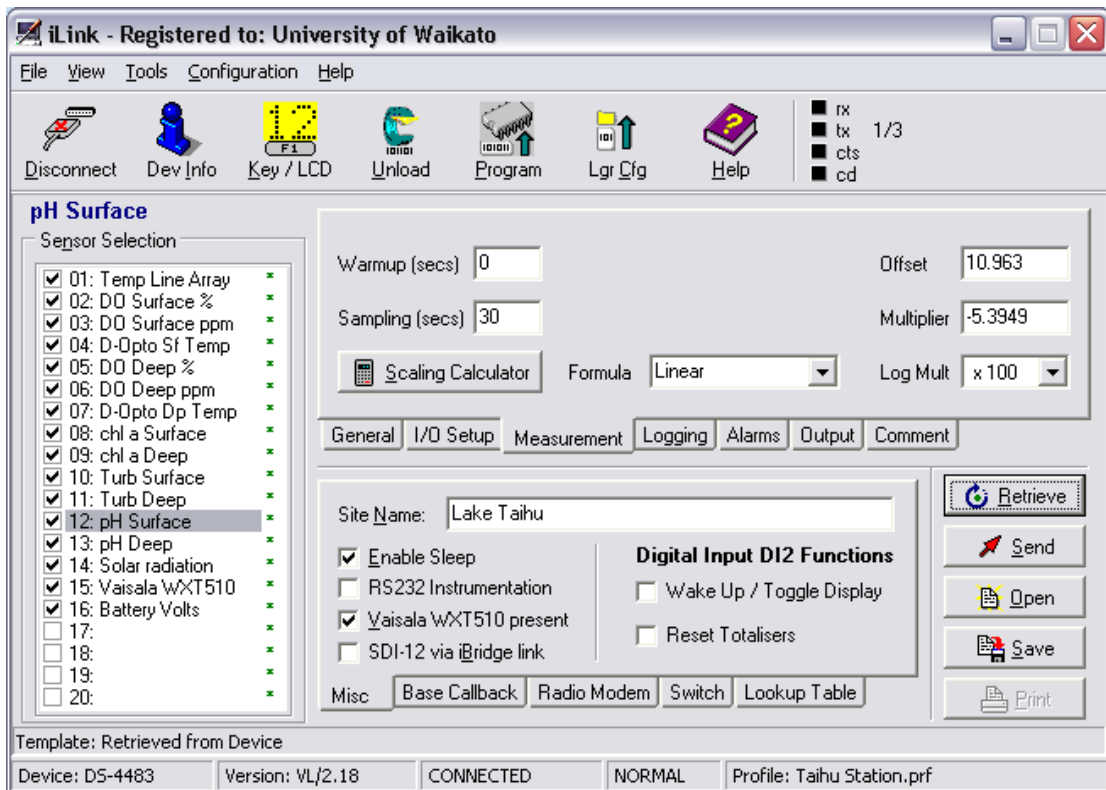 iLink - Registered to: University of Waikato
File View Tools Configuration Help
Disconnect Dev Info Key / LCD Unload Program Lgr Cfg Help
12
F1
rx
tx 1/3
cts
cd
pH Surface
Sensor Selection
01: Temp Line Array *
02: DO Surface % *
03: DO Surface ppm *
04: D-Opto Sf Temp *
05: DO Deep % *
06: DO Deep ppm *
07: D-Opto Dp Temp *
08: chl a Surface *
09: chl a Deep *
10: Turb Surface *
11: Turb Deep *
12: pH Surface *
13: pH Deep *
14: Solar radiation *
15: Vaisala WXT510 *
16: Battery Volts *
17: *
18: *
19: *
20: *
Warmup (secs) 0 Offset 10.963
Sampling (secs) 30 Multiplier -5.3949
Scaling Calculator Formula Linear Log Mult x 100
General I/O Setup Measurement Logging Alarms Output Comment
Site Name: Lake Taihu
Enable Sleep
RS232 Instrumentation
Vaisala WXT510 present
SDI-12 via iBridge link
Digital Input DI2 Functions
Wake Up / Toggle Display
Reset Totalisers
Misc Base Callback Radio Modem Switch Lookup Table
Retrieve
Send
Open
Save
Print
Template: Retrieved from Device
Device: DS-4483 Version: VL/2.18 CONNECTED NORMAL Profile: Taihu Station.prf